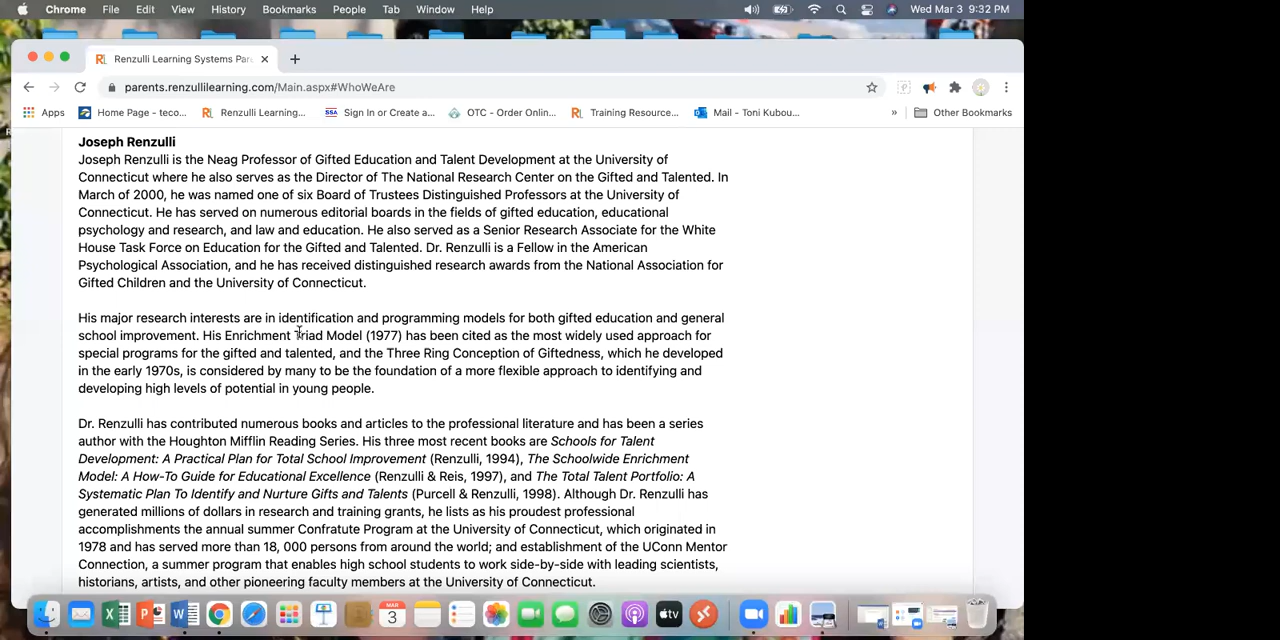 Chrome File Edit View History Bookmarks People Tab Window Help Wed Mar 3 9:32 PM
Renzulli Learning Systems Par
parents.renzullilearning.com/Main.aspx#WhoWeAre
Apps Home Page - teco... Renzulli Learning... SSA Sign In or Create a... OTC - Order Onlin... Training Resource... Mail - Toni Kubou... » Other Bookmarks
Joseph Renzulli
Joseph Renzulli is the Neag Professor of Gifted Education and Talent Development at the University of
Connecticut where he also serves as the Director of The National Research Center on the Gifted and Talented. In
March of 2000, he was named one of six Board of Trustees Distinguished Professors at the University of
Connecticut. He has served on numerous editorial boards in the fields of gifted education, educational
psychology and research, and law and education. He also served as a Senior Research Associate for the White
House Task Force on Education for the Gifted and Talented. Dr. Renzulli is a Fellow in the American
Psychological Association, and he has received distinguished research awards from the National Association for
Gifted Children and the University of Connecticut.
His major research interests are in identification and programming models for both gifted education and general
school improvement. His Enrichment Triad Model (1977) has been cited as the most widely used approach for
special programs for the gifted and talented, and the Three Ring Conception of Giftedness, which he developed
in the early 1970s, is considered by many to be the foundation of a more flexible approach to identifying and
developing high levels of potential in young people.
Dr. Renzulli has contributed numerous books and articles to the professional literature and has been a series
author with the Houghton Mifflin Reading Series. His three most recent books are Schools for Talent
Development: A Practical Plan for Total School Improvement (Renzulli, 1994), The Schoolwide Enrichment
Model: A How-To Guide for Educational Excellence (Renzulli & Reis, 1997), and The Total Talent Portfolio: A
Systematic Plan To Identify and Nurture Gifts and Talents (Purcell & Renzulli, 1998). Although Dr. Renzulli has
generated millions of dollars in research and training grants, he lists as his proudest professional
accomplishments the annual summer Confratute Program at the University of Connecticut, which originated in
1978 and has served more than 18, 000 persons from around the world; and establishment of the UConn Mentor
Connection, a summer program that enables high school students to work side-by-side with leading scientists,
historians, artists, and other pioneering faculty members at the University of Connecticut.
MAR
3
tv